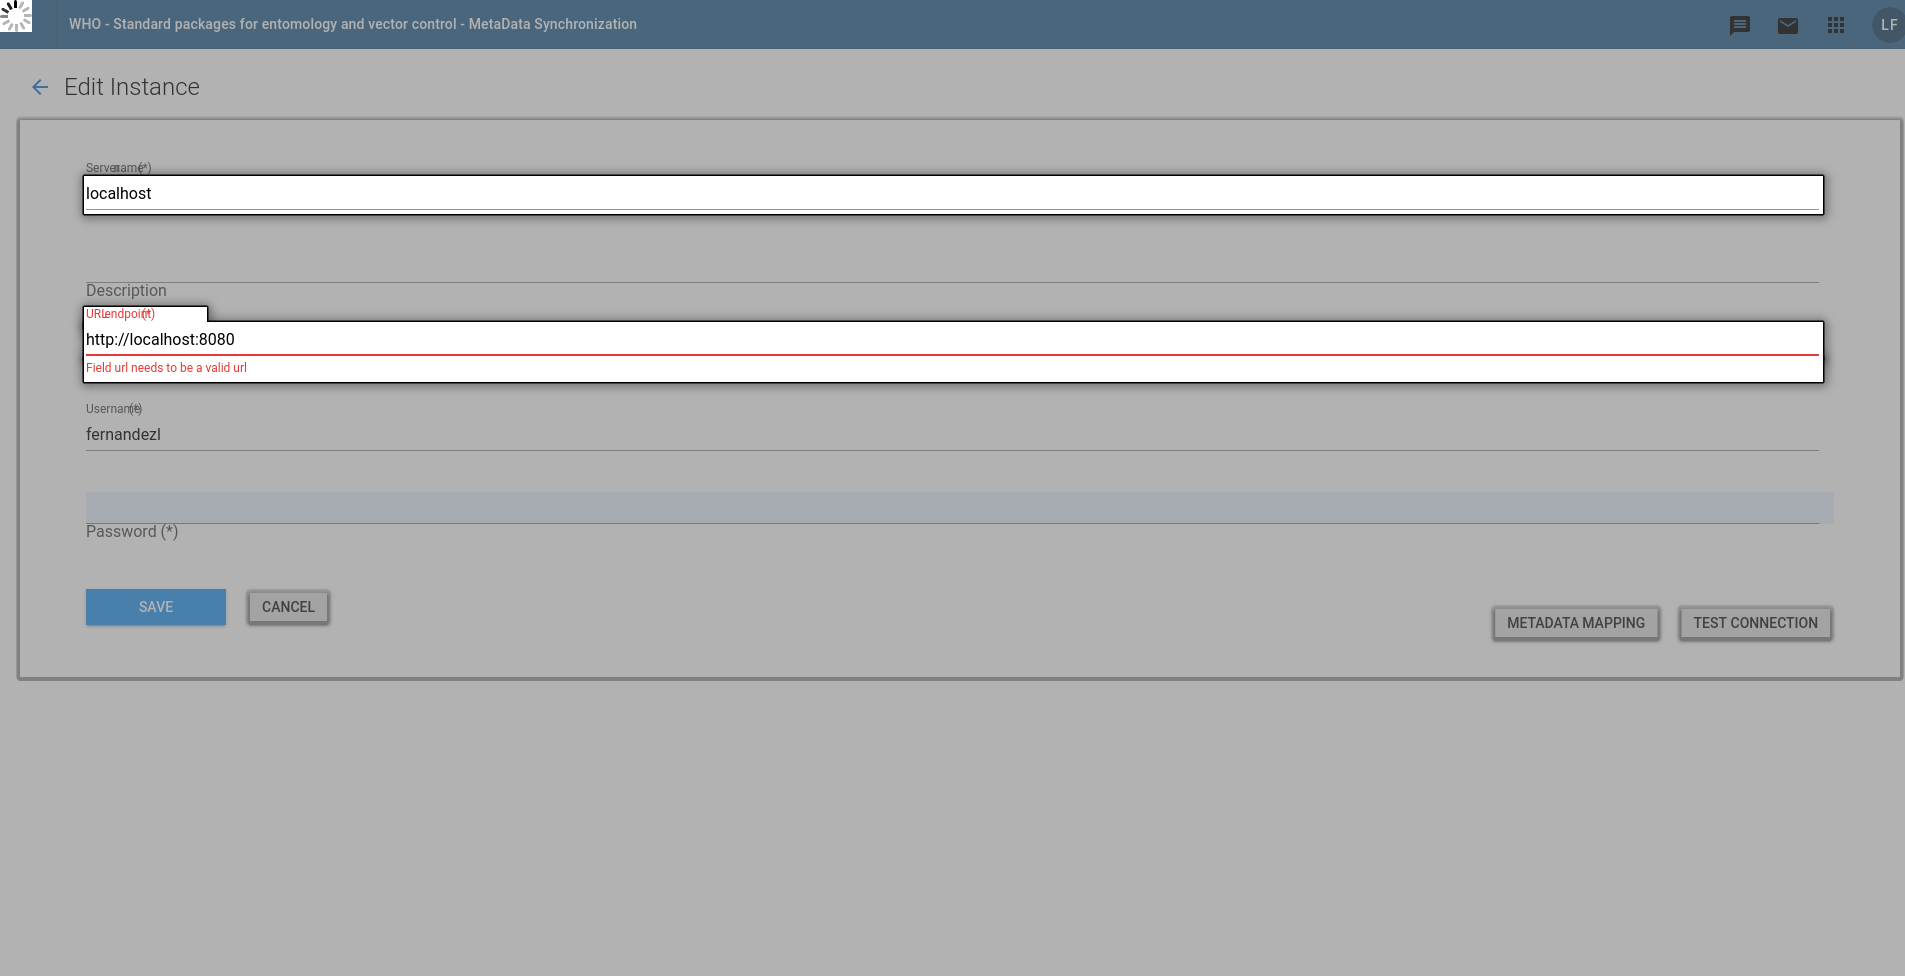 WHO - Standard packages for entomology and vector control - MetaData Synchronization
LF
Edit Instance
Server name (*)
localhost
Description
URL endpoint (*)
http://localhost:8080
Field url needs to be a valid url
Username (*)
fernandezl
Password (*)
SAVE
CANCEL
METADATA MAPPING
TEST CONNECTION